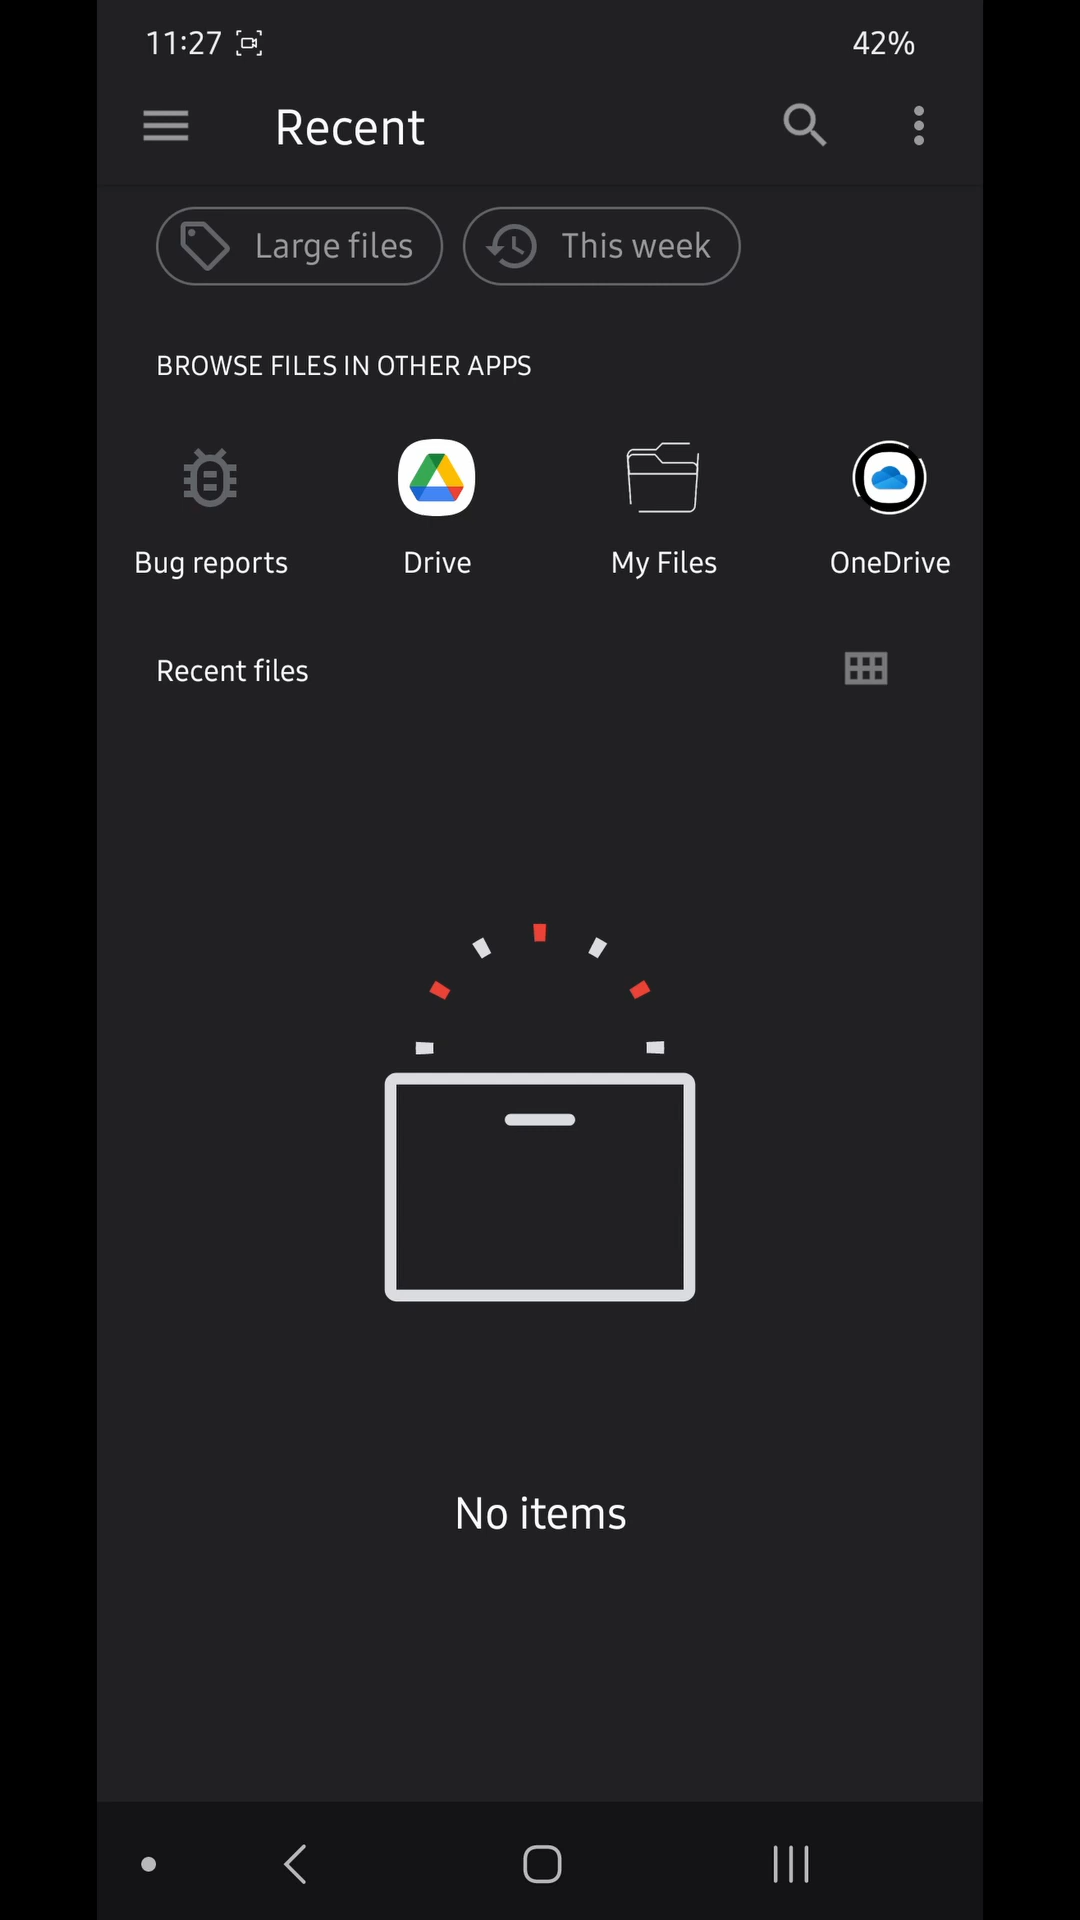 11:27
42%
Recent
Large files
This week
BROWSE FILES IN OTHER APPS
Bug reports
Drive
My Files
OneDrive
Recent files
No items